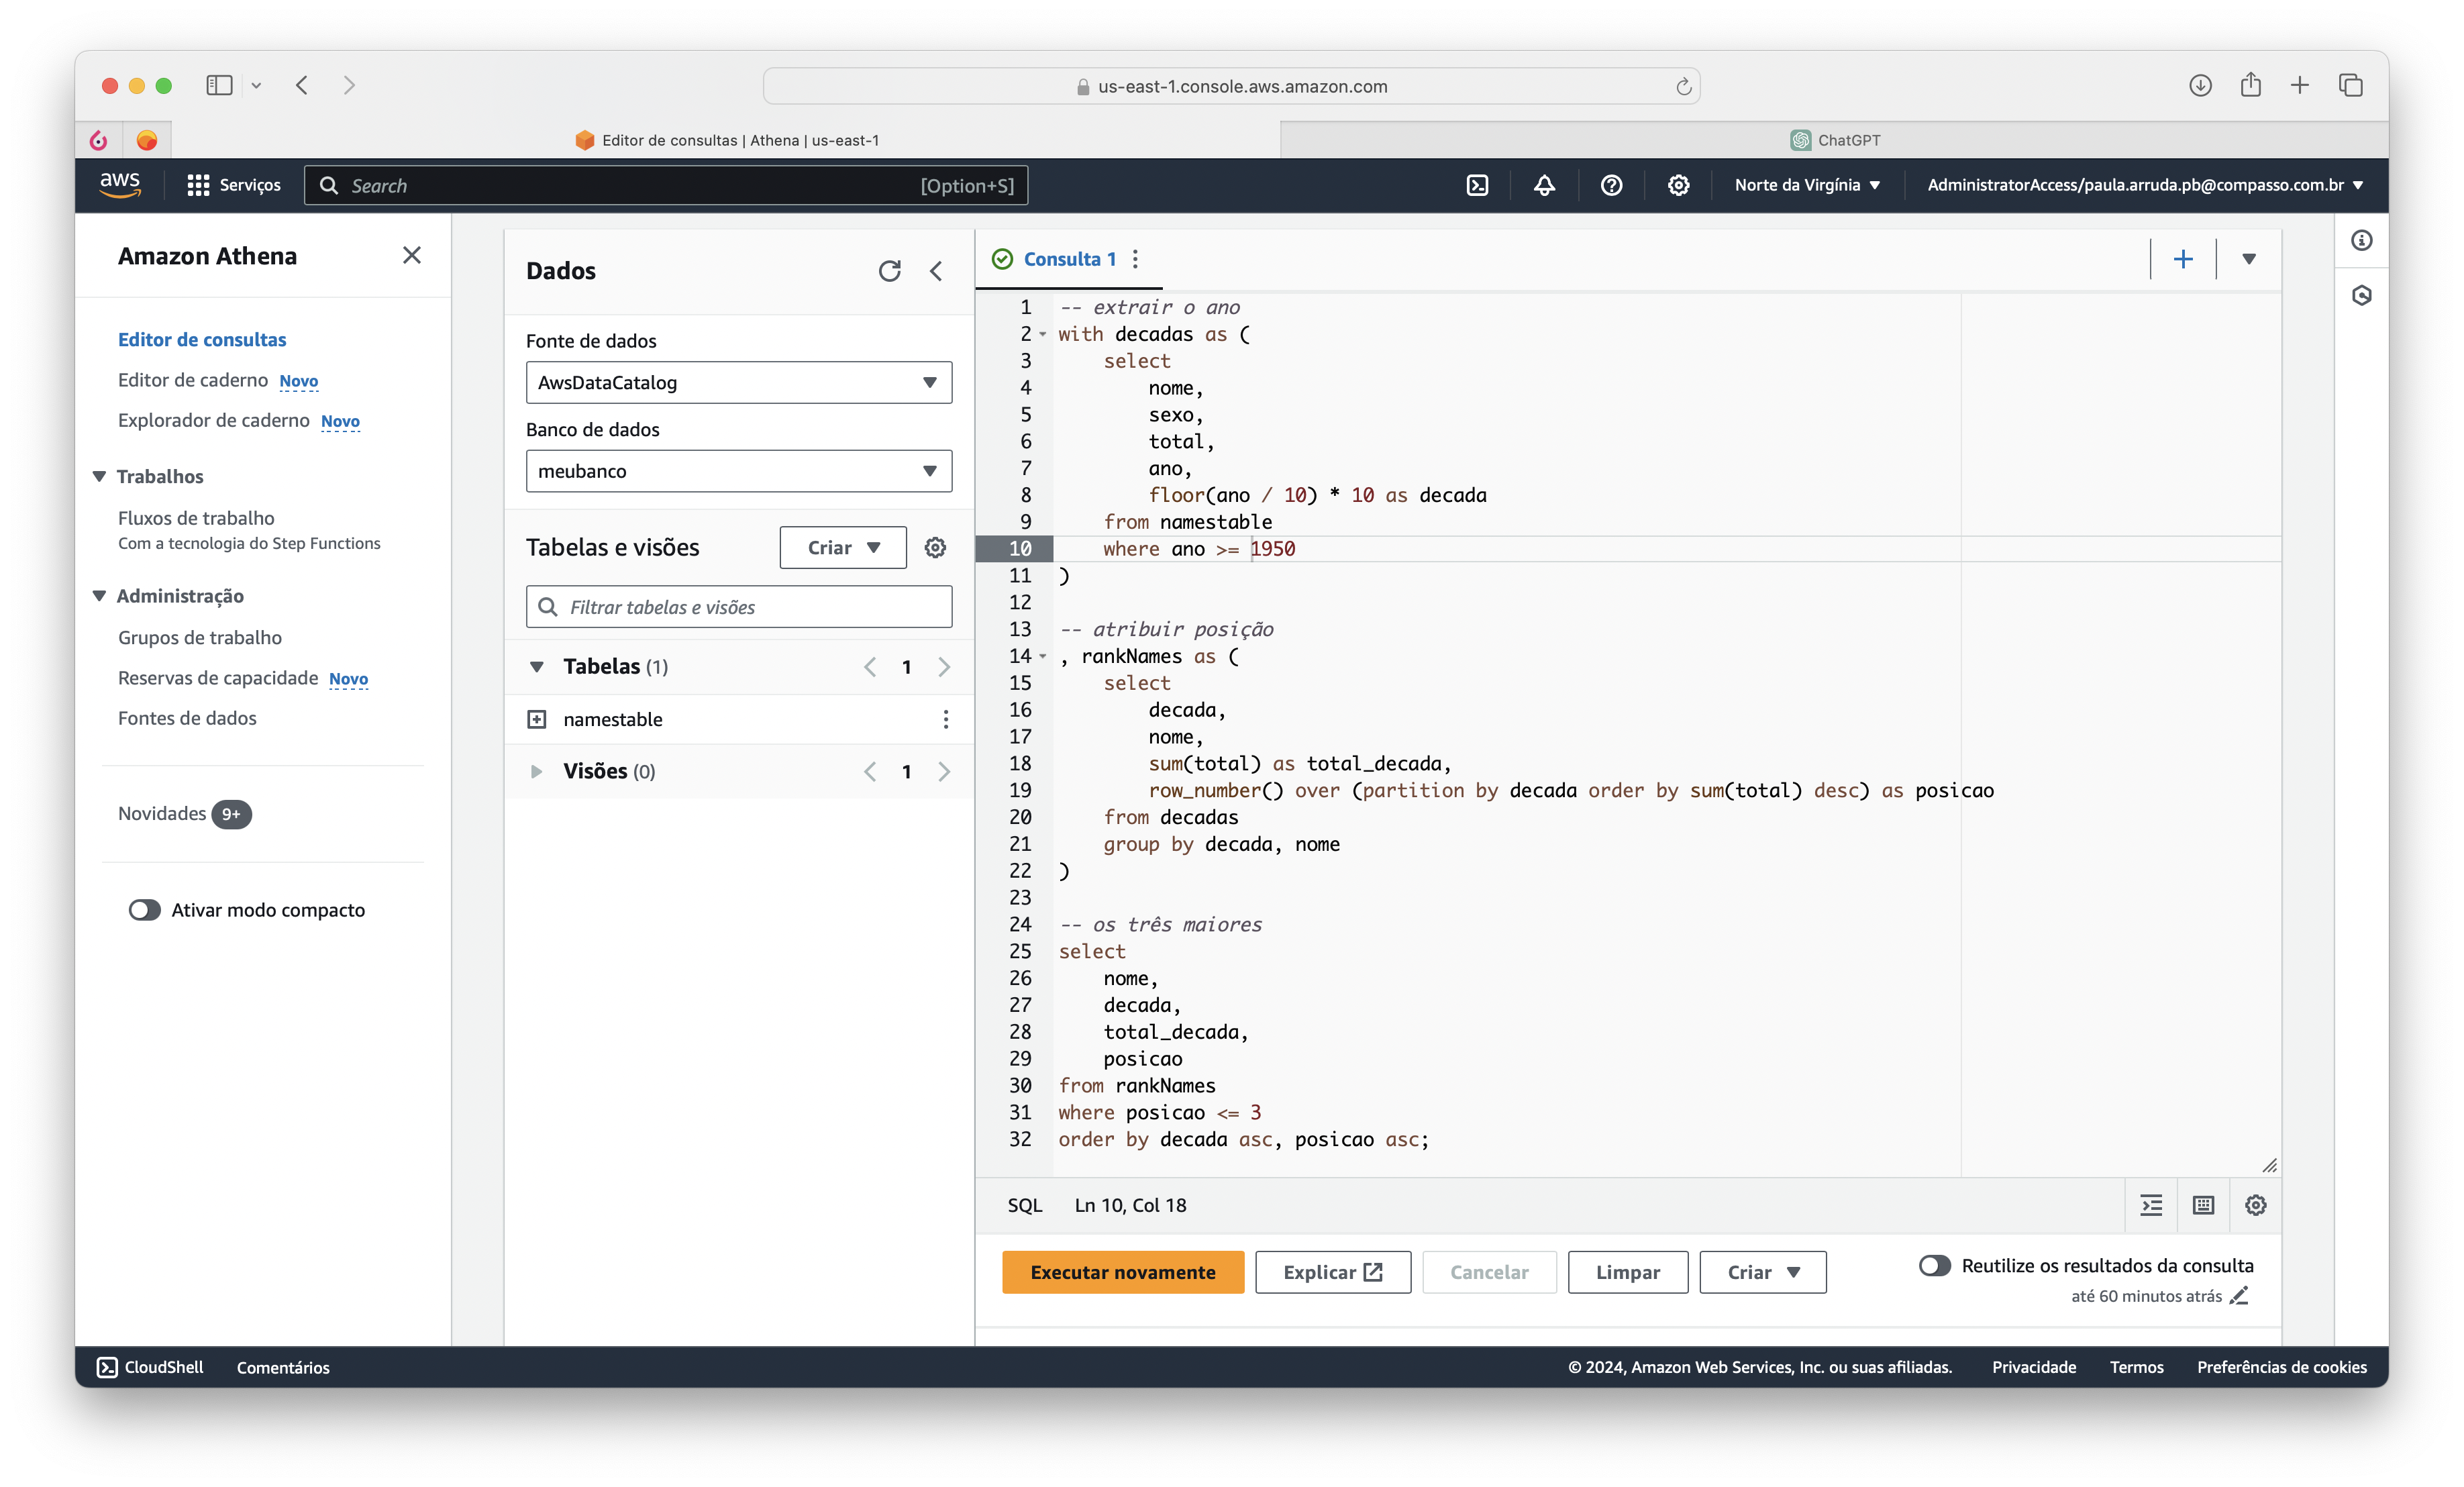 us-east-1.console.aws.amazon.com
Editor de consultas | Athena | us-east-1
ChatGPT
aws
Serviços
Search
[Option+S]
Norte da Virgínia
AdministratorAccess/paula.arruda.pb@compasso.com.br
Amazon Athena
Editor de consultas
Editor de caderno Novo
Explorador de caderno Novo
Trabalhos
Fluxos de trabalho
Com a tecnologia do Step Functions
Administração
Grupos de trabalho
Reservas de capacidade Novo
Fontes de dados
Novidades 9+
Ativar modo compacto
Dados
Fonte de dados
AwsDataCatalog
Banco de dados
meubanco
Tabelas e visões
Criar
Filtrar tabelas e visões
Tabelas (1)
1
namestable
Visões (0)
1
Consulta 1
1 -- extrair o ano
2 with decadas as (
3 select
4 nome,
5 sexo,
6 total,
7 ano,
8 floor(ano / 10) * 10 as decada
9 from namestable
10 where ano >= 1950
11 )
12
13 -- atribuir posição
14 , rankNames as (
15 select
16 decada,
17 nome,
18 sum(total) as total_decada,
19 row_number() over (partition by decada order by sum(total) desc) as posicao
20 from decadas
21 group by decada, nome
22 )
23
24 -- os três maiores
25 select
26 nome,
27 decada,
28 total_decada,
29 posicao
30 from rankNames
31 where posicao <= 3
32 order by decada asc, posicao asc;
SQL
Ln 10, Col 18
Executar novamente
Explicar
Cancelar
Limpar
Criar
Reutilize os resultados da consulta
até 60 minutos atrás
CloudShell
Comentários
© 2024, Amazon Web Services, Inc. ou suas afiliadas.
Privacidade
Termos
Preferências de cookies